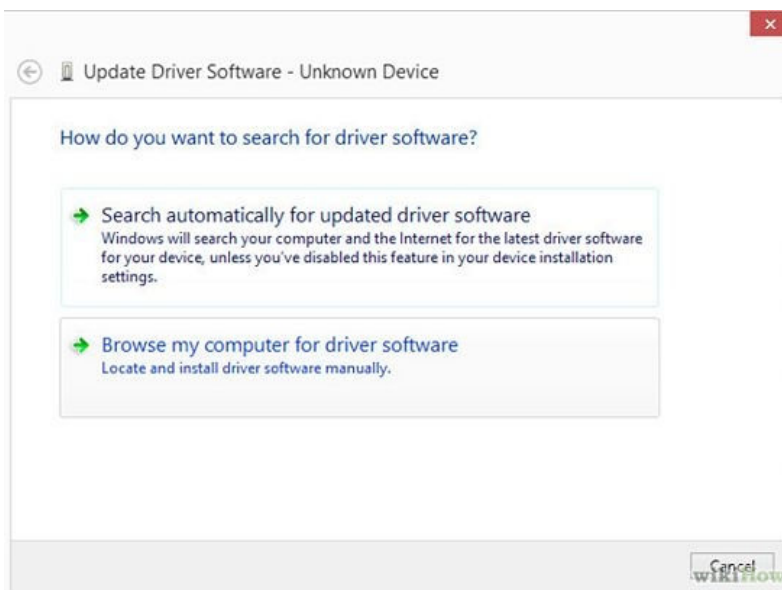 Update Driver Software - Unknown Device
How do you want to search for driver software?
Search automatically for updated driver software
Windows will search your computer and the Internet for the latest driver software
for your device, unless you've disabled this feature in your device installation
settings.
Browse my computer for driver software
Locate and install driver software manually.
Cancel
wikiHow